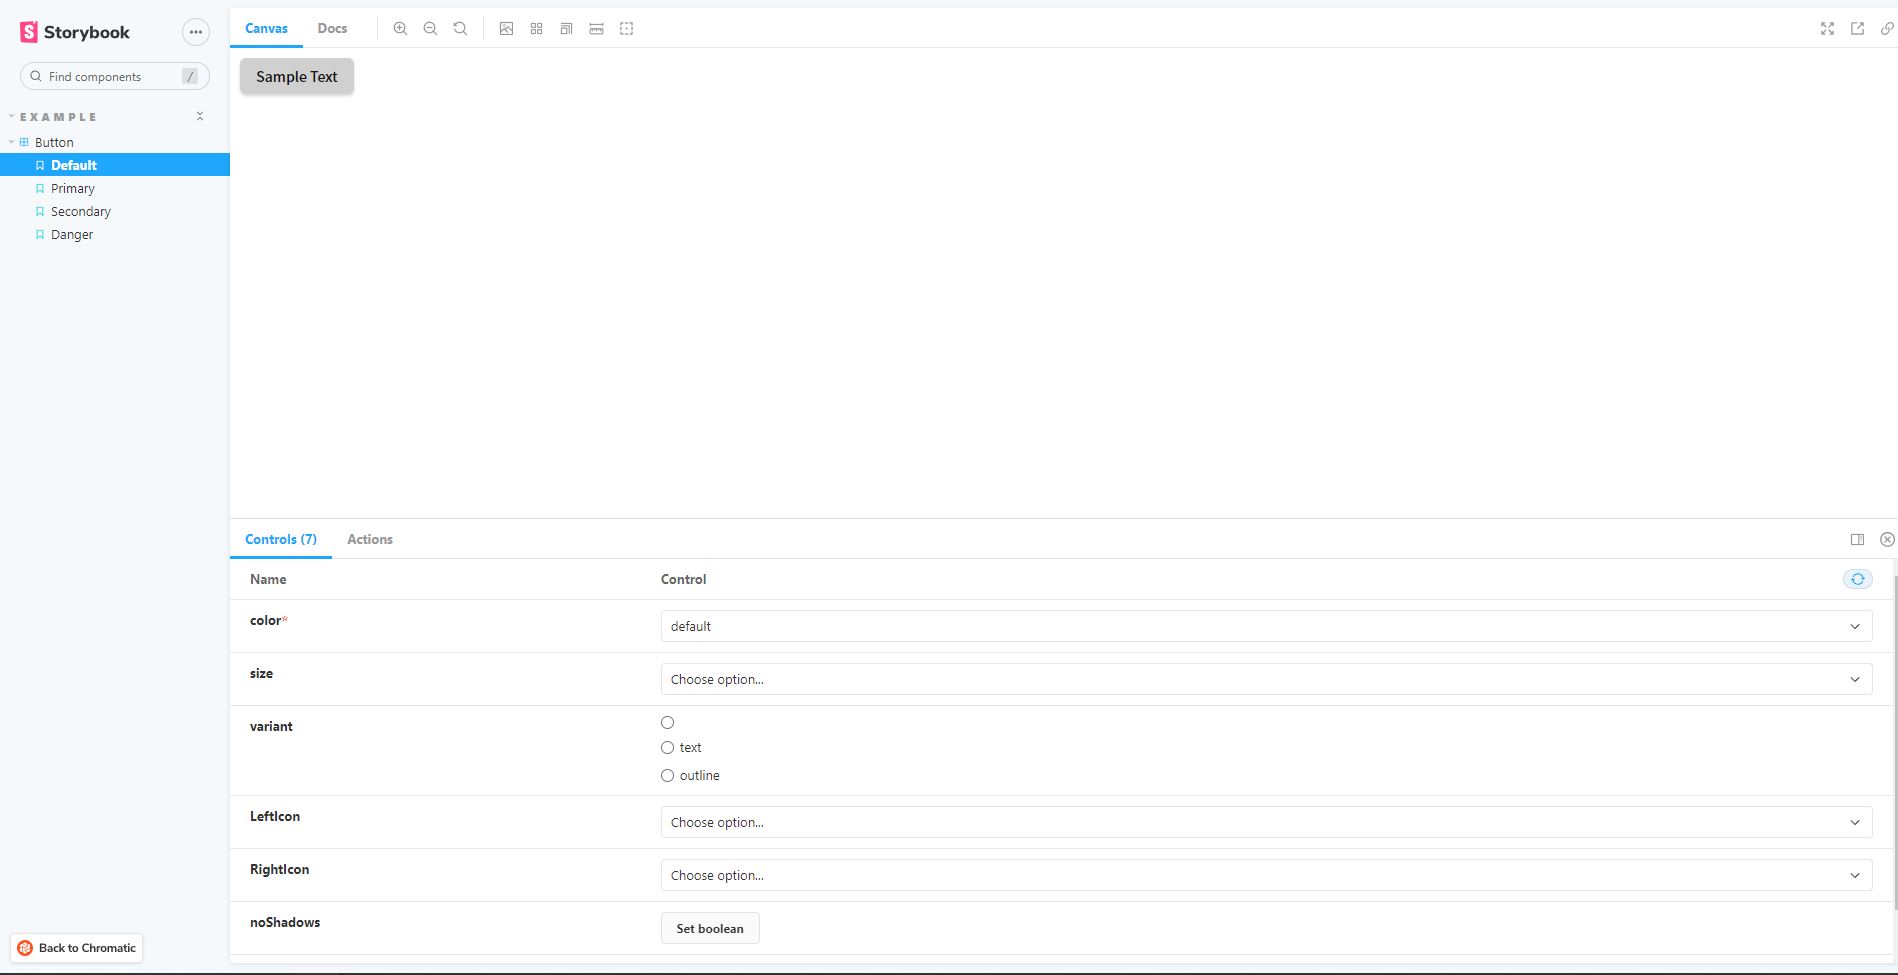 Storybook
Find components
/
EXAMPLE
Button
Default
Primary
Secondary
Danger
Back to Chromatic
Canvas
Docs
Sample Text
Controls (7)
Actions
Name
Control
color*
default
size
Choose option...
variant
text
outline
LeftIcon
Choose option...
RightIcon
Choose option...
noShadows
Set boolean